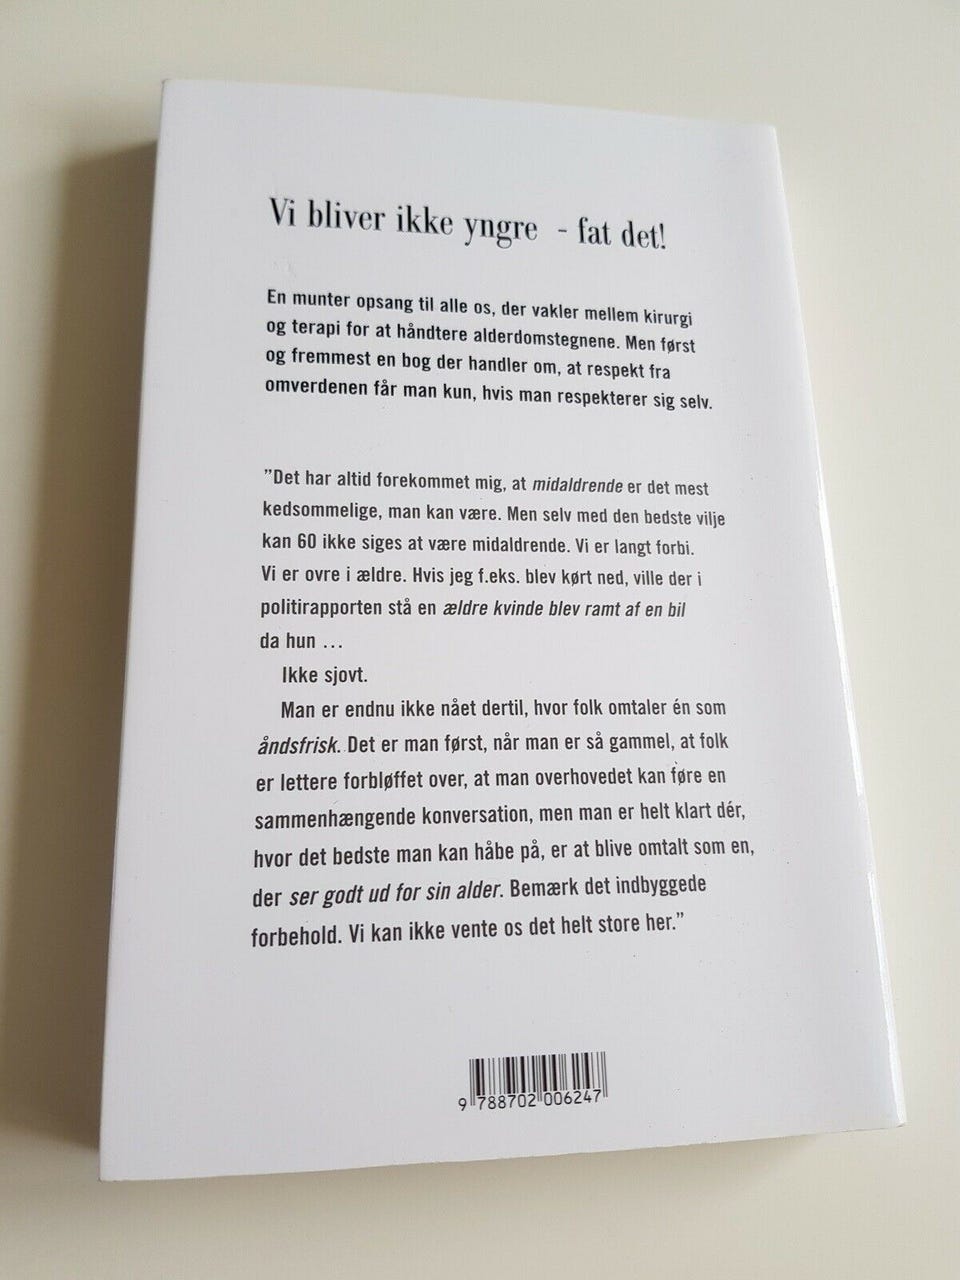 Vi bliver ikke yngre - fat det!
En munter opsang til alle os, der vakler mellem kirurgi
og terapi for at håndtere alderdomstegnene. Men først
og fremmest en bog der handler om, at respekt fra
omverdenen får man kun, hvis man respekterer sig selv.
"Det har altid forekommet mig, at midaldrende er det mest
kedsommelige, man kan være. Men selv med den bedste vilje
kan 60 ikke siges at være midaldrende. Vi er langt forbi.
Vi er ovre i ældre. Hvis jeg f.eks. blev kørt ned, ville der i
politirapporten stå en ældre kvinde blev ramt af en bil
da hun ...
Ikke sjovt.
Man er endnu ikke nået dertil, hvor folk omtaler én som
åndsfrisk. Det er man først, når man er så gammel, at folk
er lettere forbløffet over, at man overhovedet kan føre en
sammenhængende konversation, men man er helt klart dér,
hvor det bedste man kan håbe på, er at blive omtalt som en,
der ser godt ud for sin alder. Bemærk det indbyggede
forbehold. Vi kan ikke vente os det helt store her."
9 788702 006247